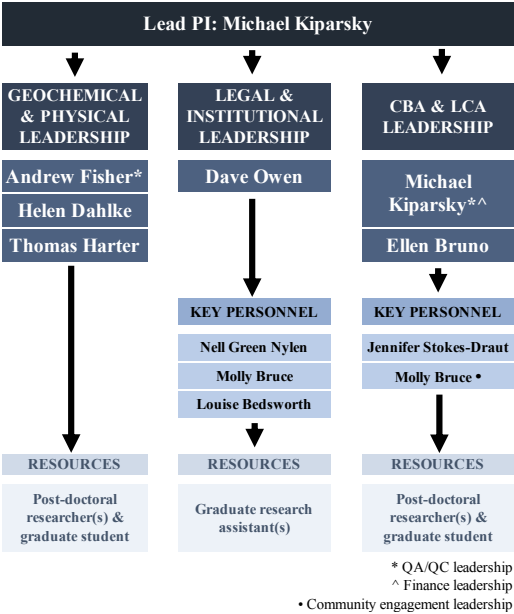 Lead PI: Michael Kiparsky
GEOCHEMICAL
& PHYSICAL
LEADERSHIP
Andrew Fisher*
Helen Dahlke
Thomas Harter
RESOURCES
Post-doctoral
researcher(s) &
graduate student
LEGAL &
INSTITUTIONAL
LEADERSHIP
Dave Owen
KEY PERSONNEL
Nell Green Nylen
Molly Bruce
Louise Bedsworth
RESOURCES
Graduate research
assistant(s)
CBA & LCA
LEADERSHIP
Michael
Kiparsky*^
Ellen Bruno
KEY PERSONNEL
Jennifer Stokes-Draut
Molly Bruce •
RESOURCES
Post-doctoral
researcher(s) &
graduate student
* QA/QC leadership
^ Finance leadership
• Community engagement leadership